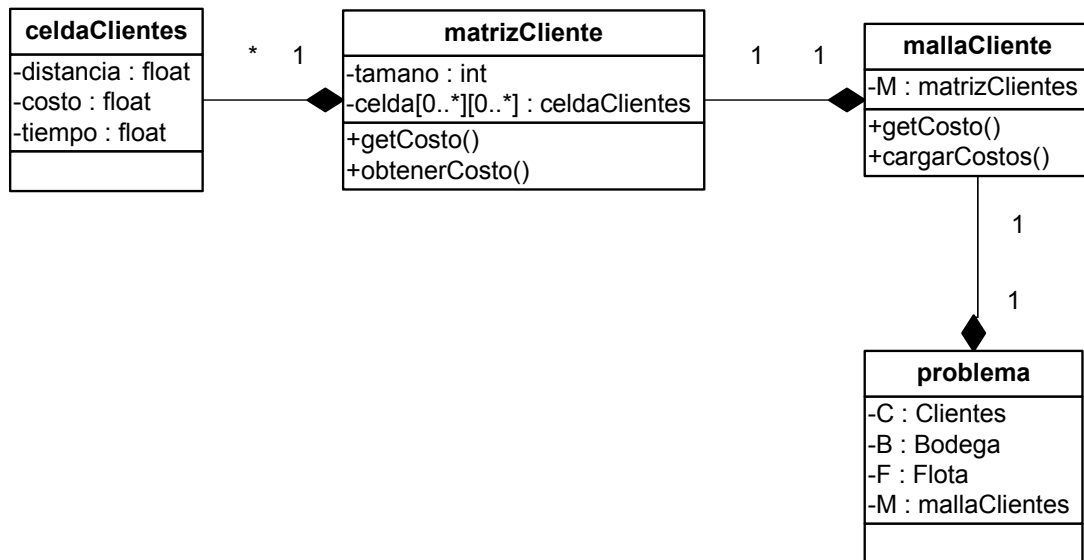 celdaClientes
-distancia : float
-costo : float
-tiempo : float
* 1
matrizCliente
-tamano : int
-celda[0..*][0..*] : celdaClientes
+getCosto()
+obtenerCosto()
1 1
mallaCliente
-M : matrizClientes
+getCosto()
+cargarCostos()
1
1
problema
-C : Clientes
-B : Bodega
-F : Flota
-M : mallaClientes